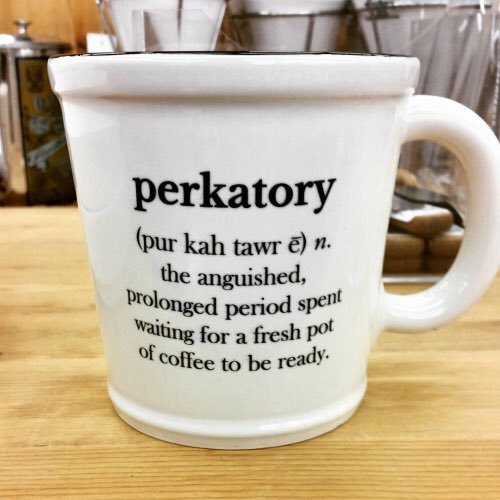 perkatory
(pur kah tawr ē) n.
the anguished,
prolonged period spent
waiting for a fresh pot
of coffee to be ready.